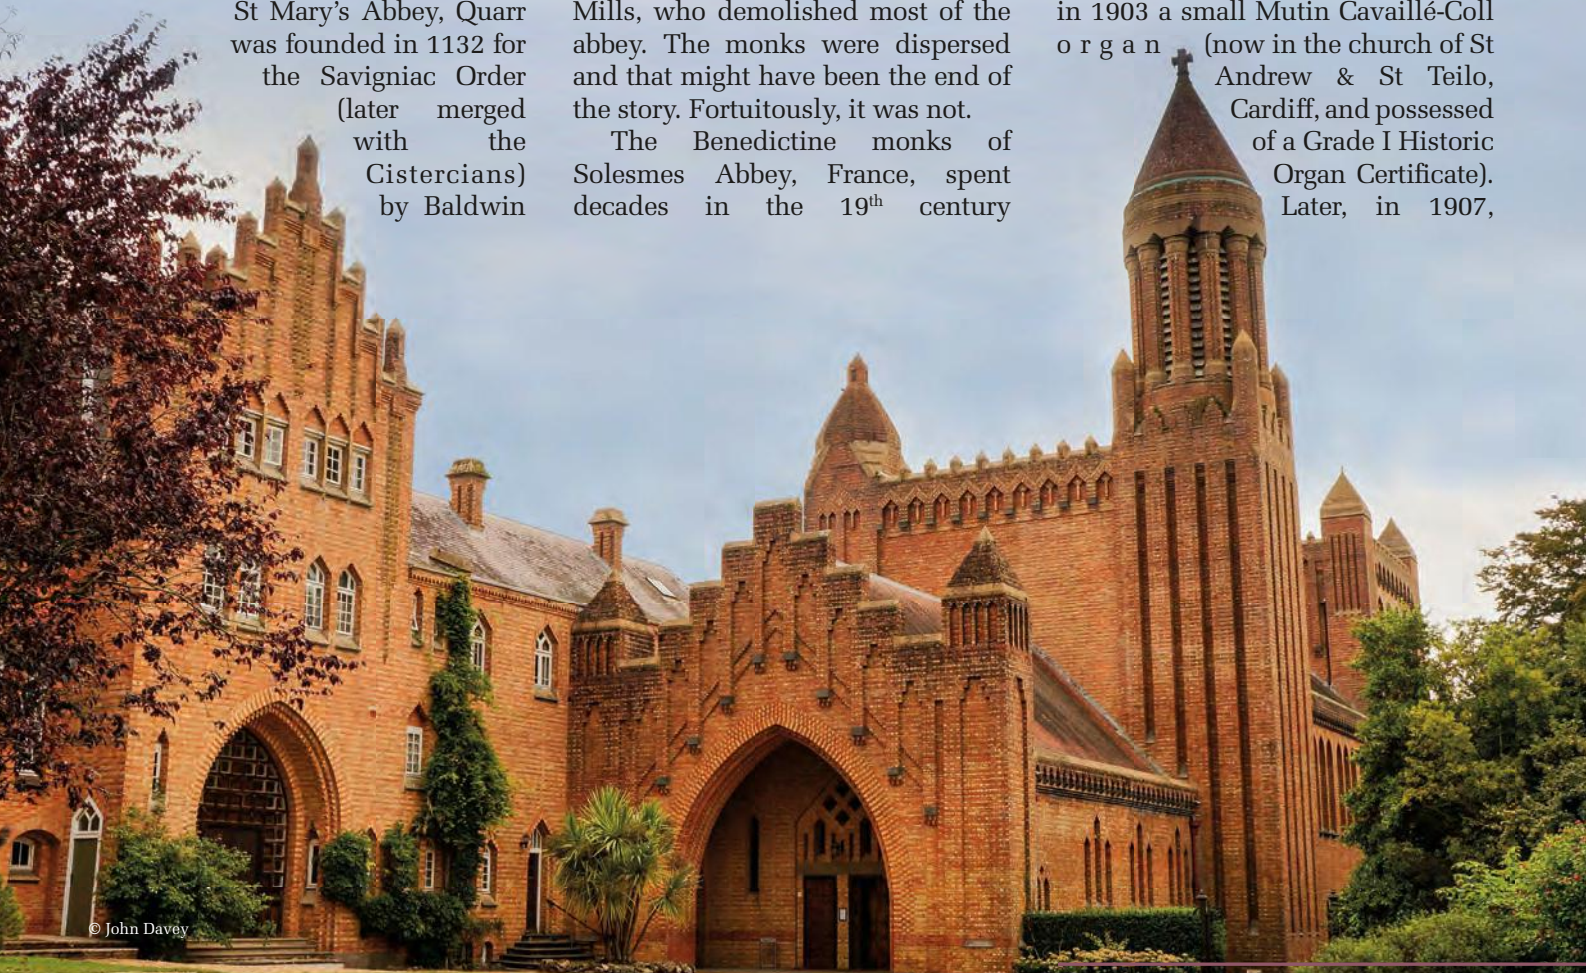 St Mary’s Abbey, Quarr
was founded in 1132 for
the Savigniac Order
(later merged
with the
Cistercians)
by Baldwin
Mills, who demolished most of the
abbey. The monks were dispersed
and that might have been the end of
the story. Fortuitously, it was not.
The Benedictine monks of
Solesmes Abbey, France, spent
decades in the 19th century
in 1903 a small Mutin Cavaillé-Coll
organ (now in the church of St
Andrew & St Teilo,
Cardiff, and possessed
of a Grade I Historic
Organ Certificate).
Later, in 1907,
© John Davey